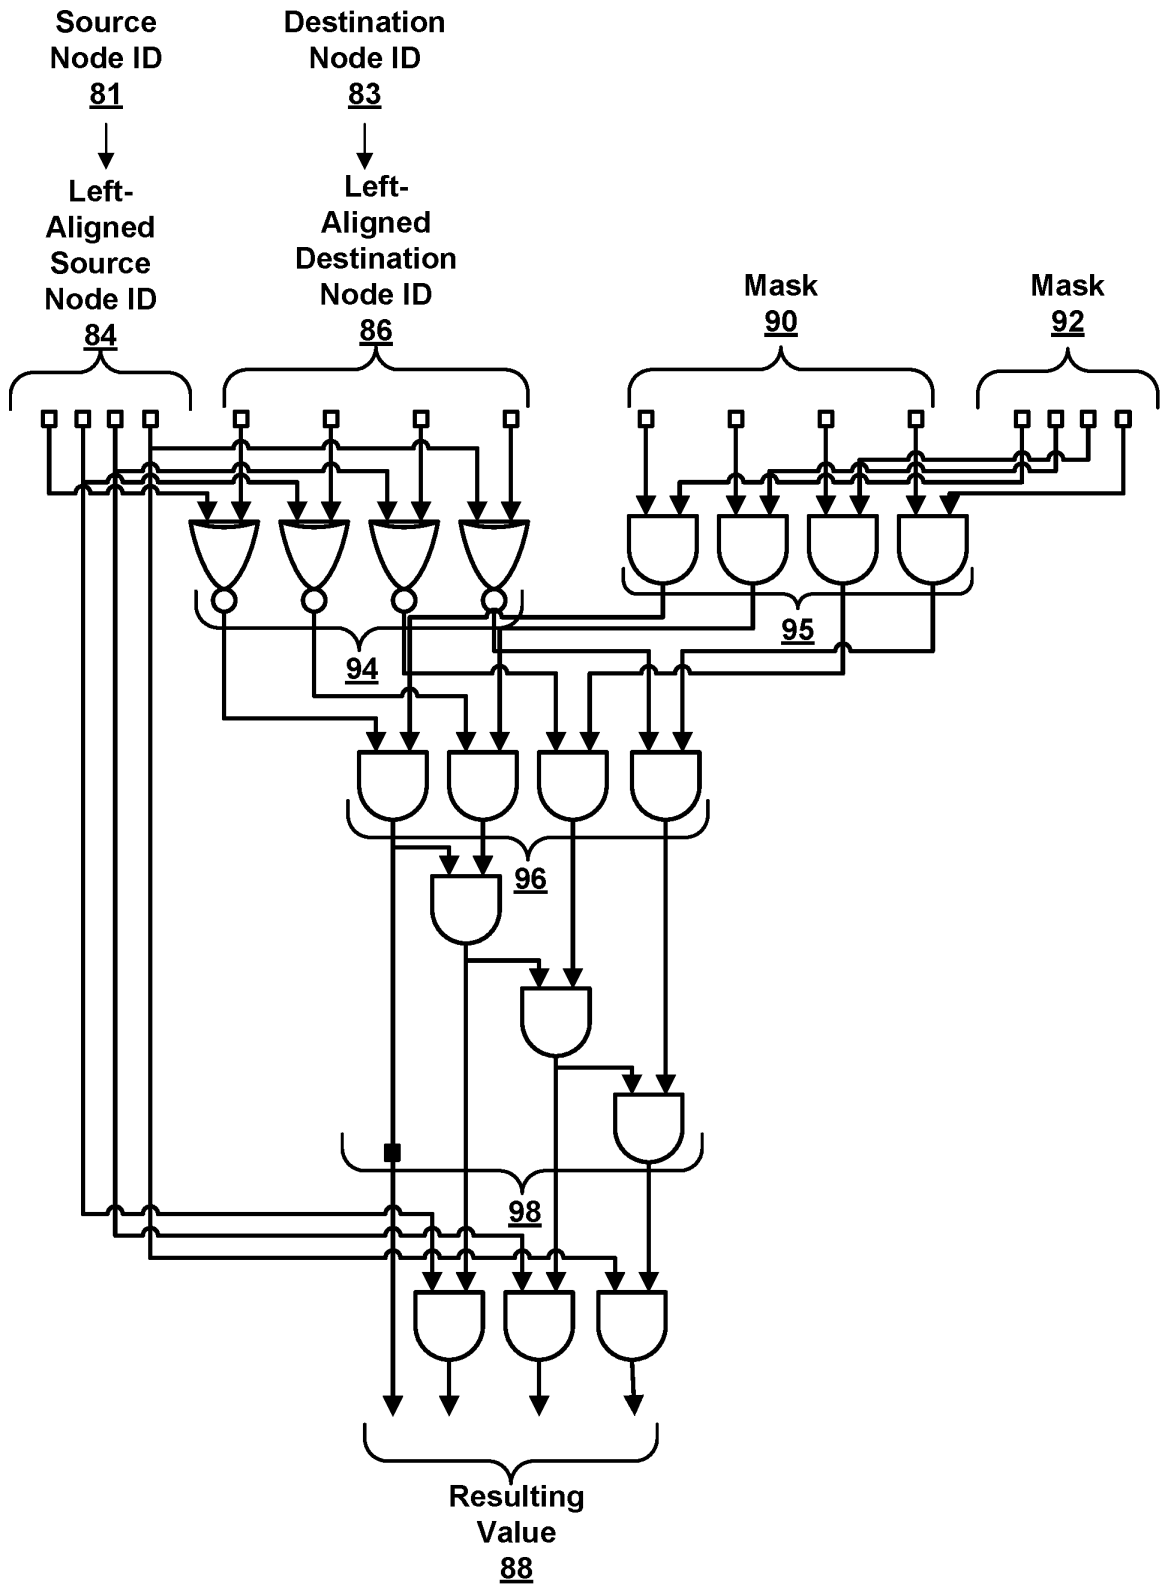 Source
Node ID
81
Destination
Node ID
83
Left-
Aligned
Source
Node ID
84
Left-
Aligned
Destination
Node ID
86
Mask
90
Mask
92
94
95
96
98
Resulting
Value
88